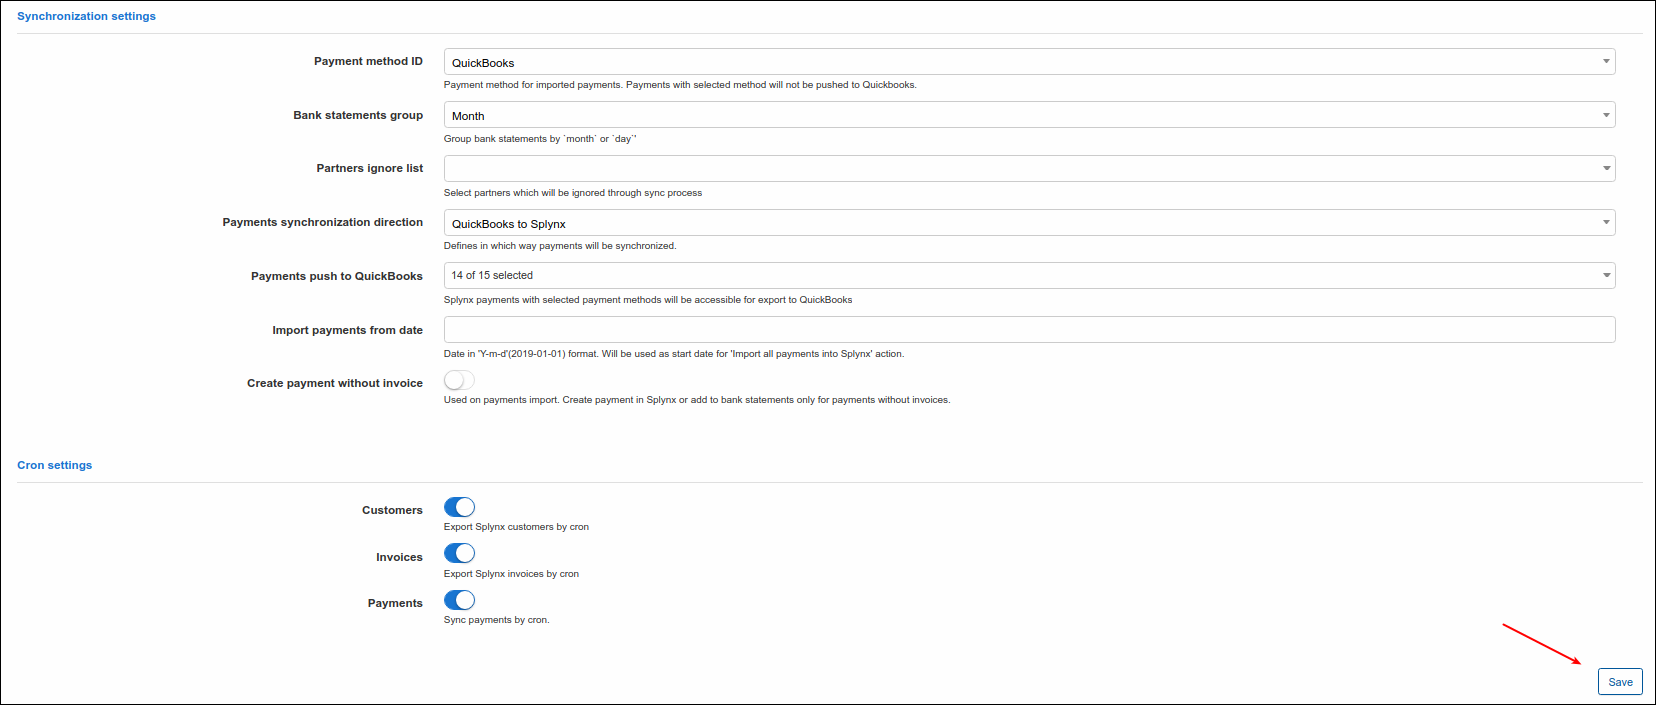 Synchronization settings
Payment method ID
QuickBooks
Payment method for imported payments. Payments with selected method will not be pushed to Quickbooks.
Bank statements group
Month
Group bank statements by `month` or `day`'
Partners ignore list
Select partners which will be ignored through sync process
Payments synchronization direction
QuickBooks to Splynx
Defines in which way payments will be synchronized.
Payments push to QuickBooks
14 of 15 selected
Splynx payments with selected payment methods will be accessible for export to QuickBooks
Import payments from date
Date in 'Y-m-d'(2019-01-01) format. Will be used as start date for 'Import all payments into Splynx' action.
Create payment without invoice
Used on payments import. Create payment in Splynx or add to bank statements only for payments without invoices.
Cron settings
Customers
Export Splynx customers by cron
Invoices
Export Splynx invoices by cron
Payments
Sync payments by cron.
Save